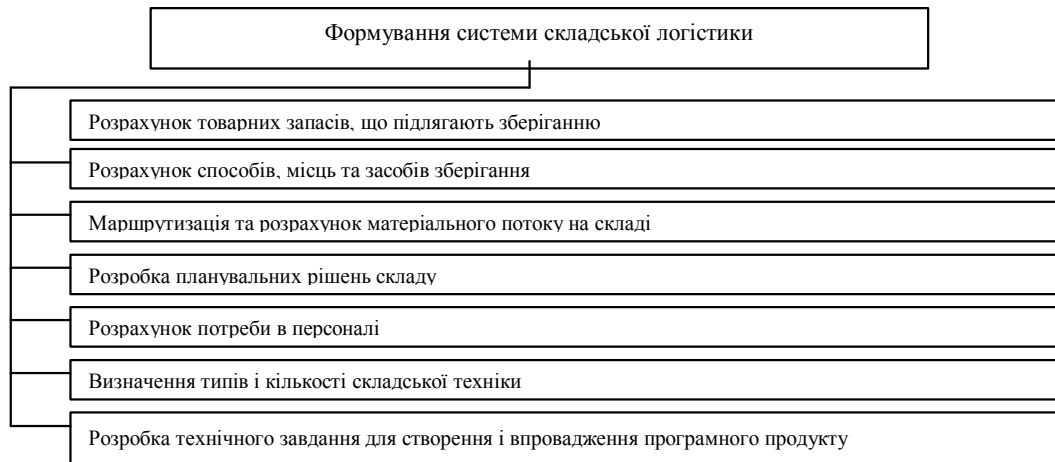 Формування системи складської логістики
Розрахунок товарних запасів, що підлягають зберіганню
Розрахунок способів, місць та засобів зберігання
Маршрутизація та розрахунок матеріального потоку на складі
Розробка планувальних рішень складу
Розрахунок потреби в персоналі
Визначення типів і кількості складської техніки
Розробка технічного завдання для створення і впровадження програмного продукту